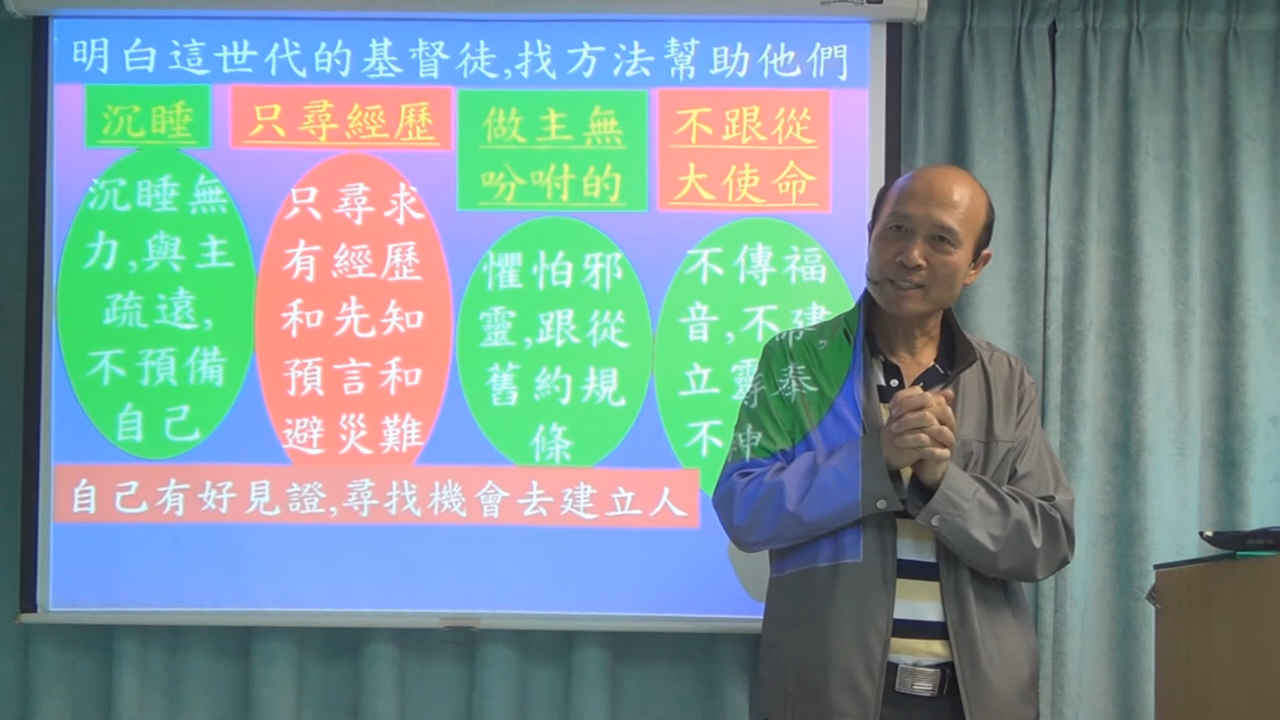 明白這世代的基督徒,找方法幫助他們
沉睡
沉睡無
力,與主
疏遠,
不預備
自己
只尋經歷
只尋求
有經歷
和先知
預言和
避災難
做主無
吩咐的
懼怕邪
靈,跟從
舊約規
條
不跟從
大使命
不傳福
音,不建,
立靈
不神
自己有好見證,尋找機會去建立人